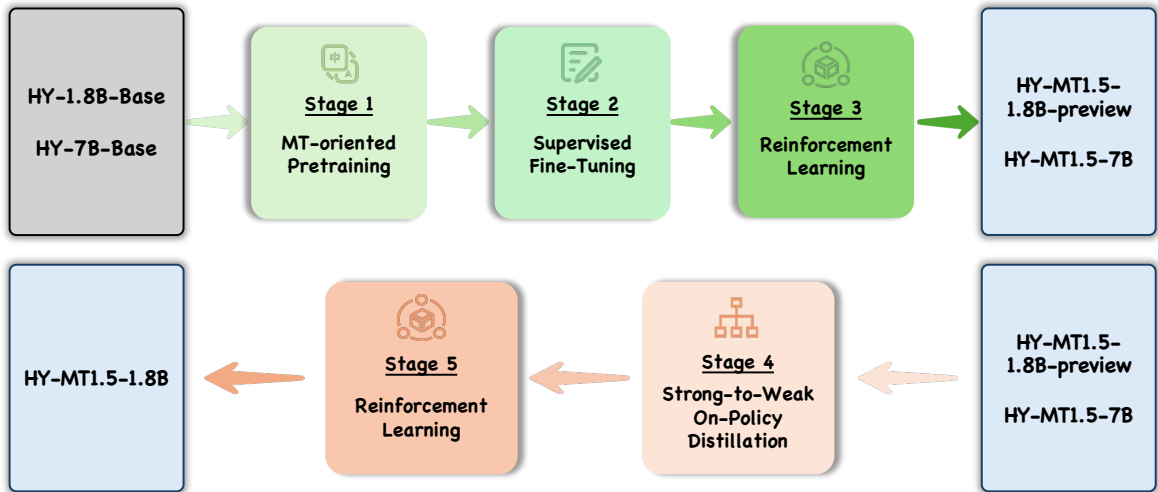 HY-1.8B-Base
HY-7B-Base
中
A
Stage 1
MT-oriented
Pretraining
Stage 2
Supervised
Fine-Tuning
Stage 3
Reinforcement
Learning
HY-MT1.5-
1.8B-preview
HY-MT1.5-7B
HY-MT1.5-1.8B
Stage 5
Reinforcement
Learning
Stage 4
Strong-to-Weak
On-Policy
Distillation
HY-MT1.5-
1.8B-preview
HY-MT1.5-7B